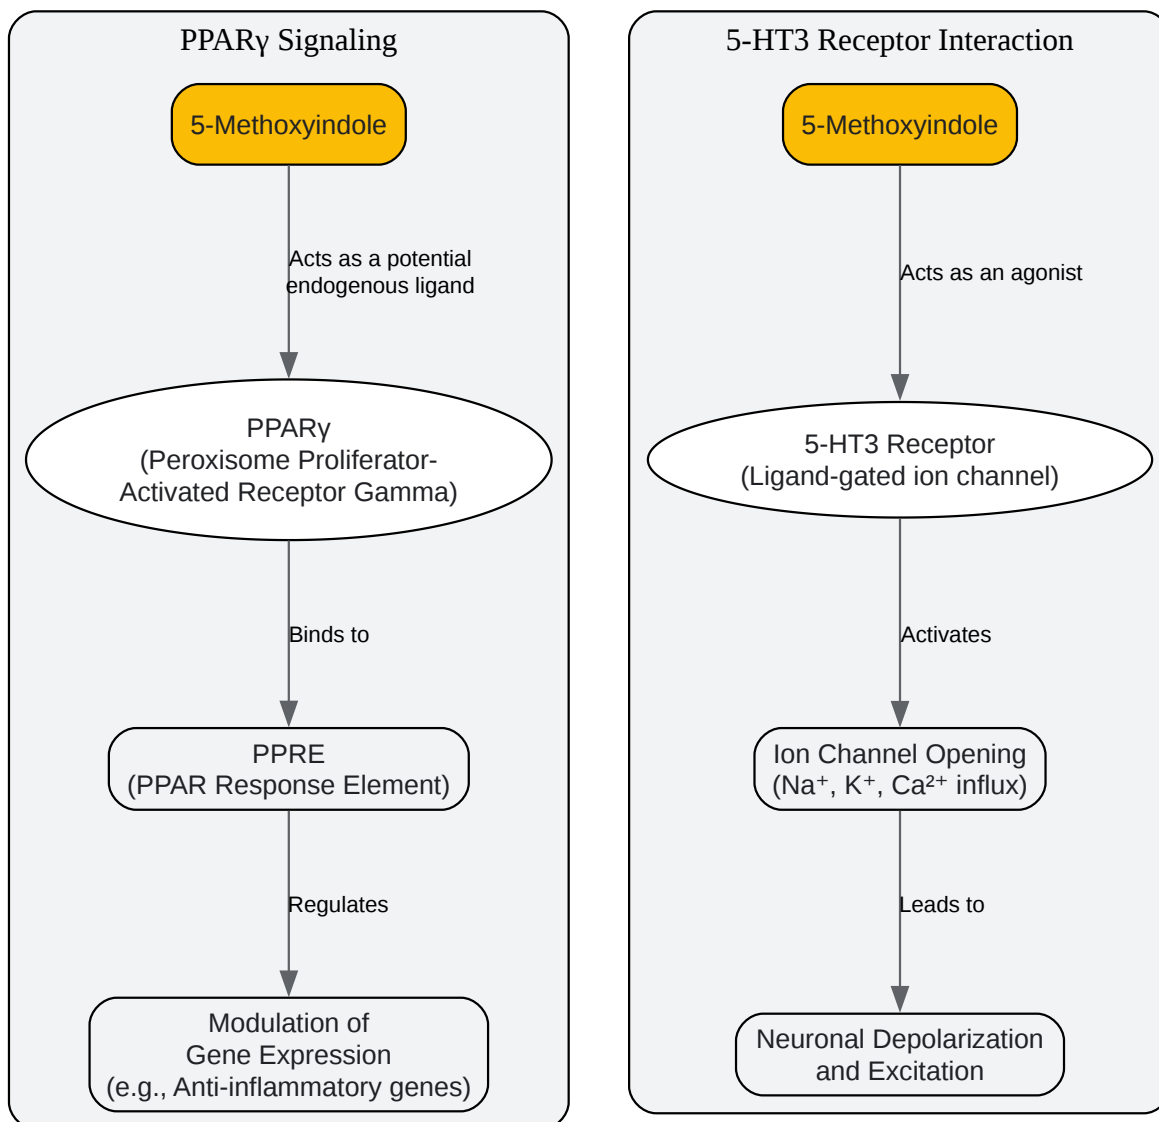 PPARγ Signaling
5-Methoxyindole
Acts as a potential
endogenous ligand
PPARγ
(Peroxisome Proliferator-
Activated Receptor Gamma)
Binds to
PPRE
(PPAR Response Element)
Regulates
Modulation of
Gene Expression
(e.g., Anti-inflammatory genes)
5-HT3 Receptor Interaction
5-Methoxyindole
Acts as an agonist
5-HT3 Receptor
(Ligand-gated ion channel)
Activates
Ion Channel Opening
(Na⁺, K⁺, Ca²⁺ influx)
Leads to
Neuronal Depolarization
and Excitation